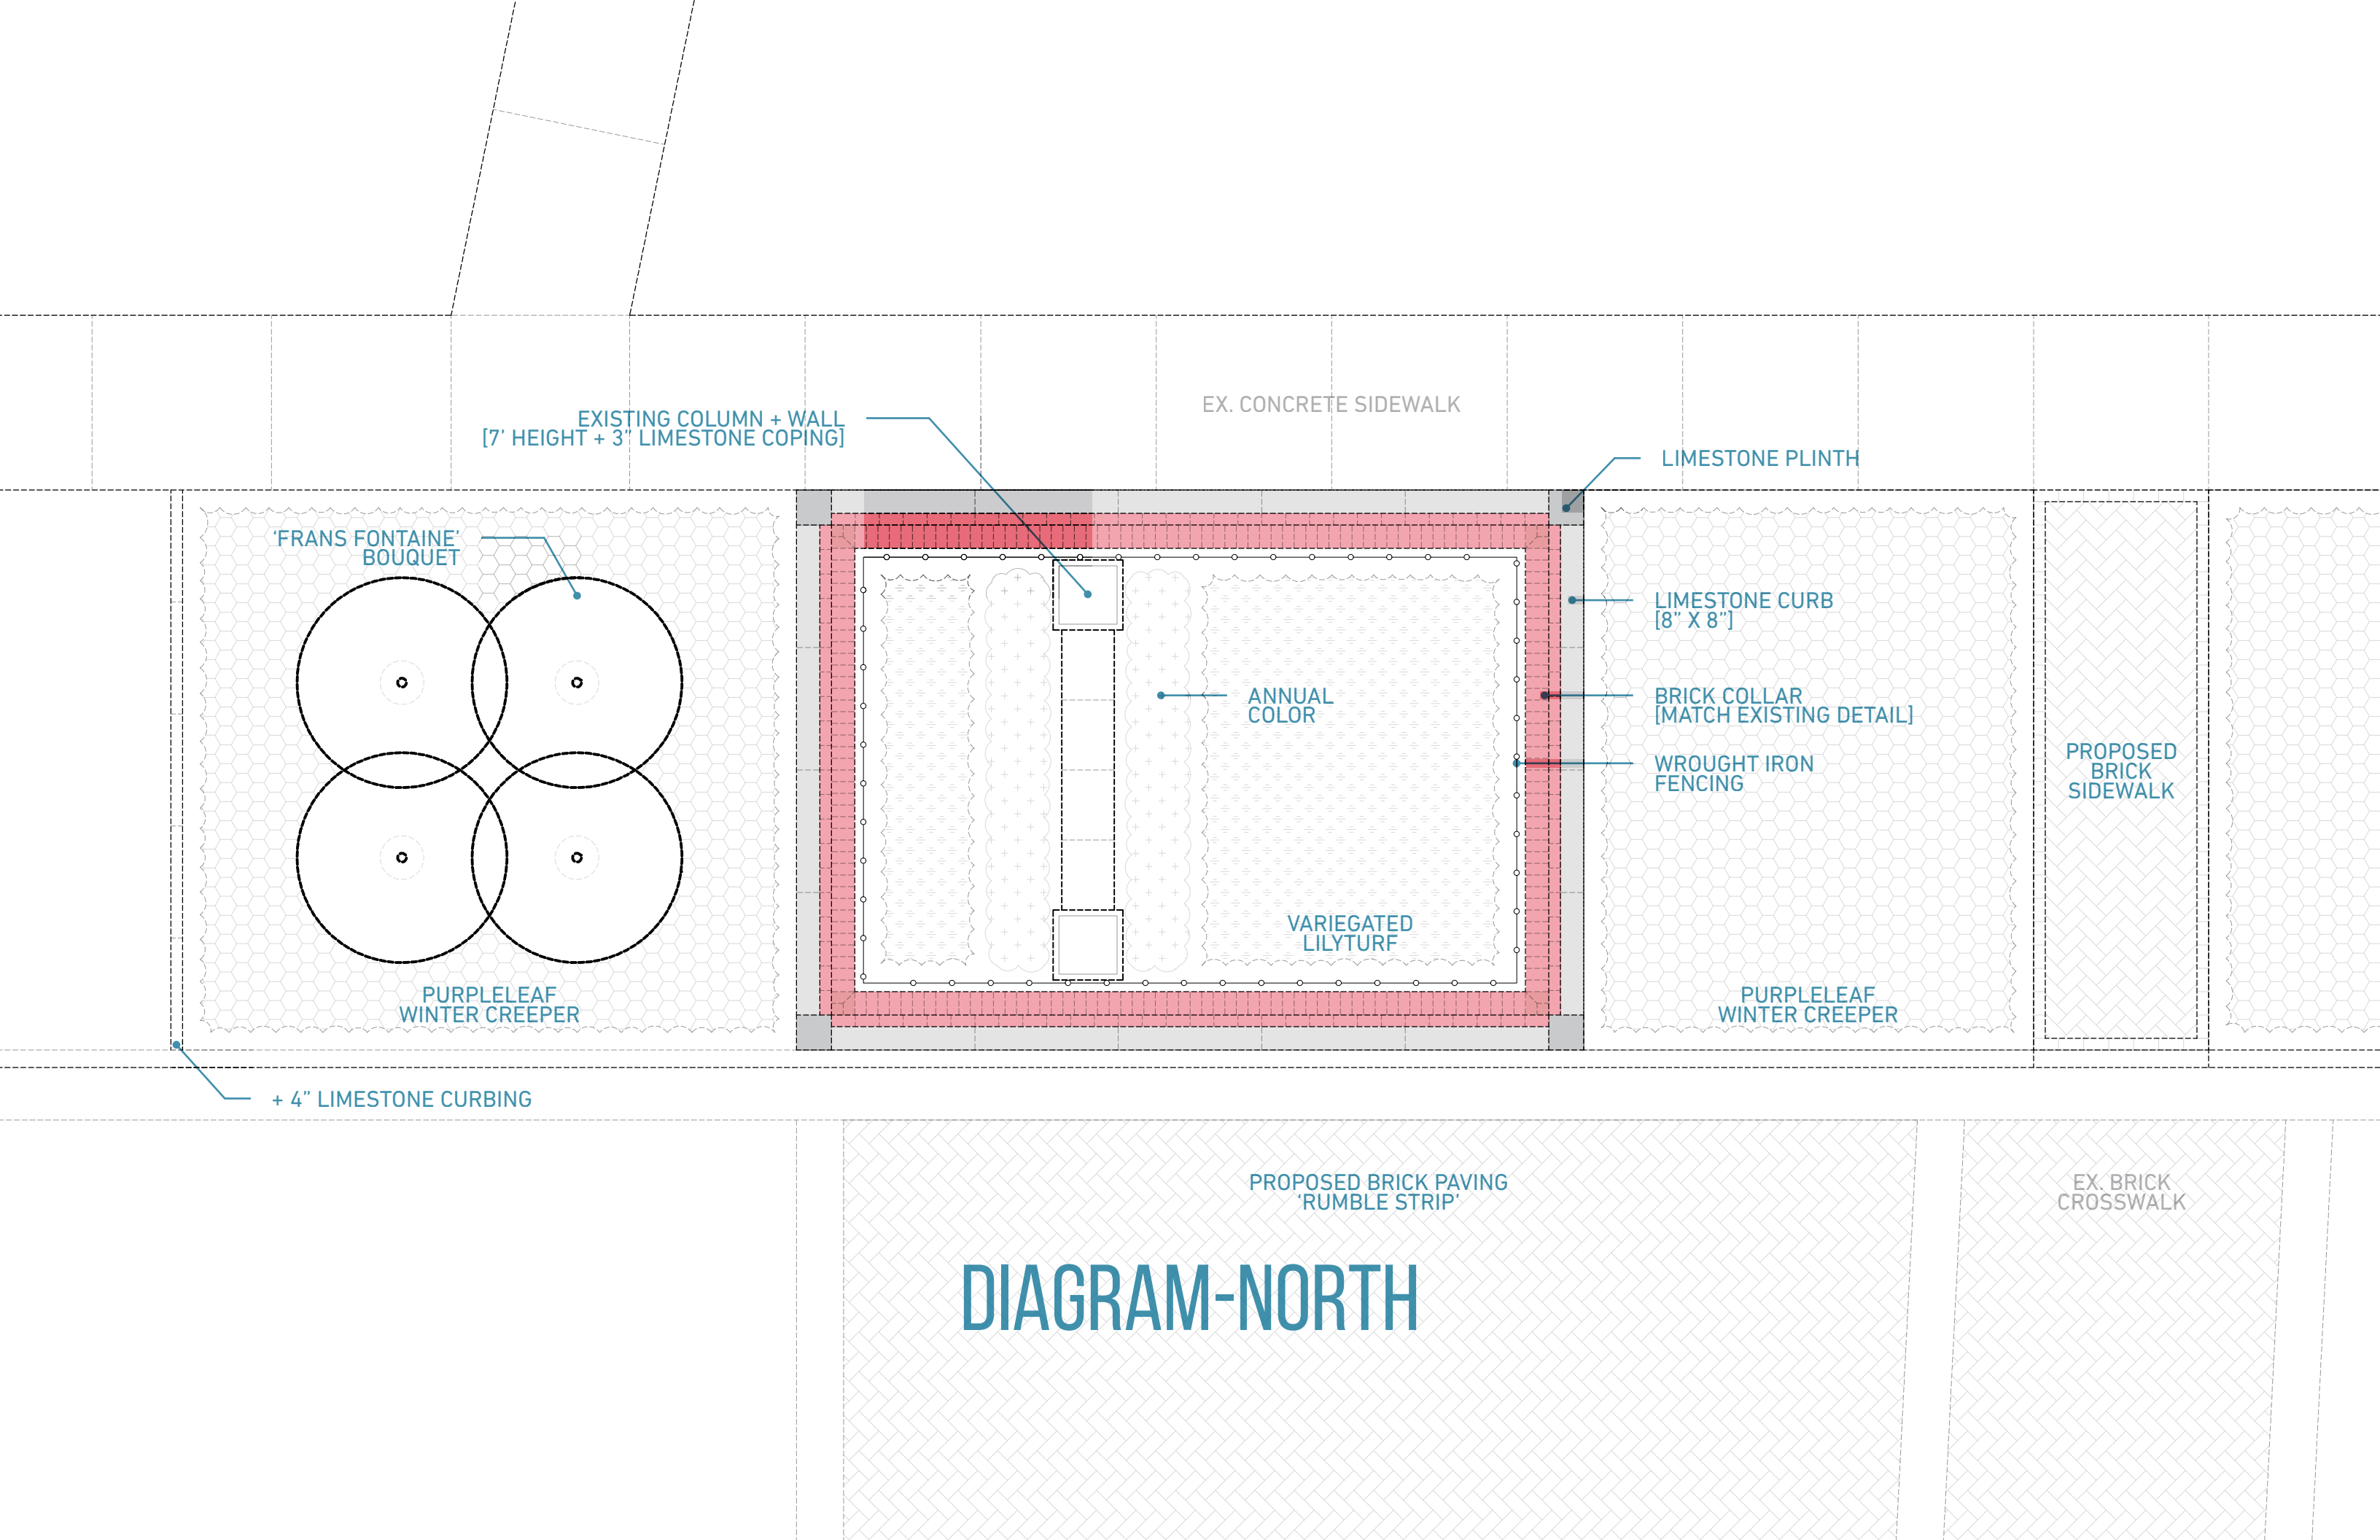 EX. CONCRETE SIDEWALK
EXISTING COLUMN + WALL
[7’ HEIGHT + 3” LIMESTONE COPING]
LIMESTONE PLINTH
‘FRANS FONTAINE’
BOUQUET
LIMESTONE CURB
[8” X 8”]
ANNUAL
COLOR
BRICK COLLAR
[MATCH EXISTING DETAIL]
WROUGHT IRON
FENCING
PROPOSED
BRICK
SIDEWALK
VARIEGATED
LILYTURF
PURPLELEAF
WINTER CREEPER
PURPLELEAF
WINTER CREEPER
+ 4” LIMESTONE CURBING
PROPOSED BRICK PAVING
‘RUMBLE STRIP’
EX. BRICK
CROSSWALK
DIAGRAM-NORTH